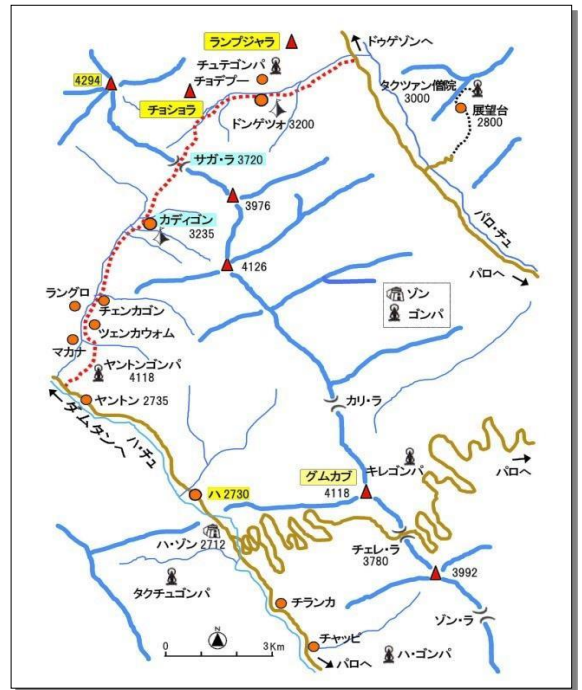 ランプジャラ
ドゥゲゾンへ
チュテゴンパ
4294
チョデプー
タクツァン僧院
3000
チョショラ
展望台
2800
ドンゲツォ 3200
サガ・ラ 3720
3976
パロ・チュ
カディゴン
3235
4126
パロへ
ゾン
ゴンパ
ラングロ
チェンカゴン
ツェンカウォム
マカナ
ヤントンゴンパ
4118
カリ・ラ
ヤントン 2735
ダムタンへ
ハ・チュ
キレゴンパ
グムカブ
4118
パロへ
ハ 2730
ハ・ゾン 2712
チェレ・ラ
3780
3992
タクチュゴンパ
チランカ
ゾン・ラ
N
チャッピ
0 3Km
パロへ
ハ・ゴンパ